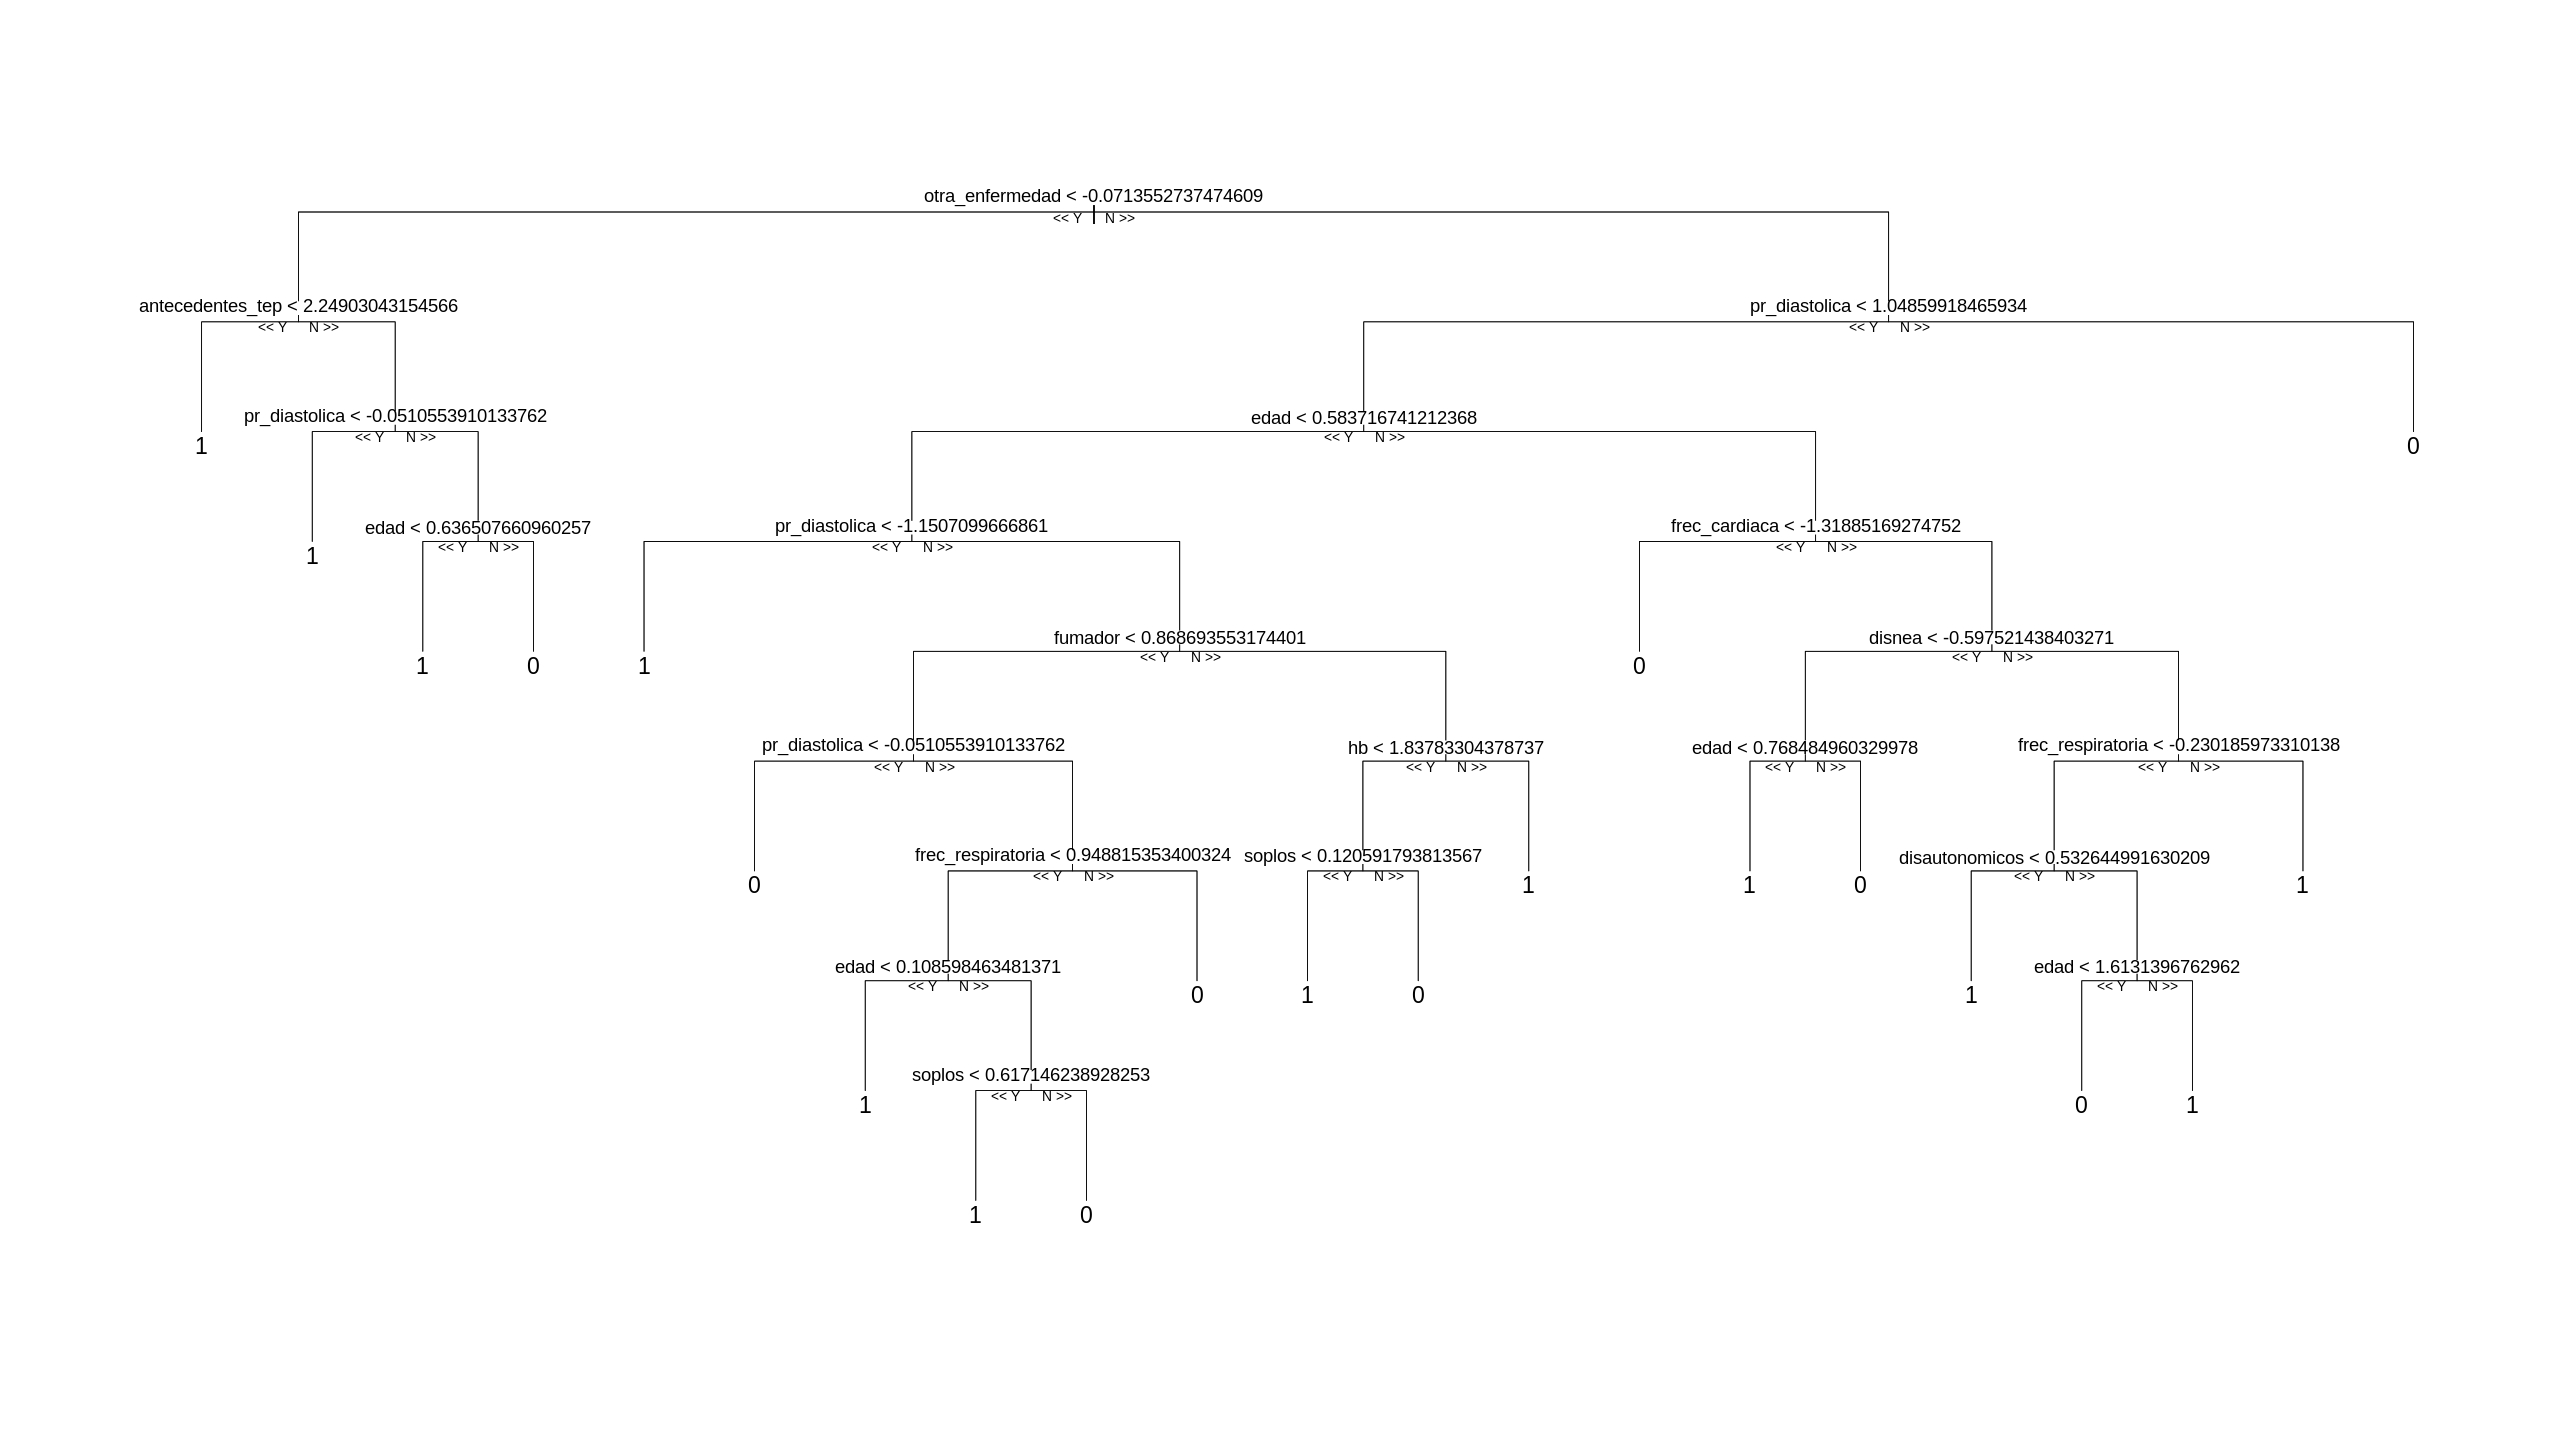 otra_enfermedad < -0.0713552737474609
<< Y N >>
antecedentes_tep < 2.24903043154566
<< Y N >>
pr_diastolica < 1.04859918465934
<< Y N >>
1
pr_diastolica < -0.0510553910133762
<< Y N >>
edad < 0.583716741212368
<< Y N >>
0
1
edad < 0.636507660960257
<< Y N >>
pr_diastolica < -1.1507099666861
<< Y N >>
frec_cardiaca < -1.31885169274752
<< Y N >>
1
0
1
fumador < 0.868693553174401
<< Y N >>
0
disnea < -0.597521438403271
<< Y N >>
pr_diastolica < -0.0510553910133762
<< Y N >>
hb < 1.83783304378737
<< Y N >>
edad < 0.768484960329978
<< Y N >>
frec_respiratoria < -0.230185973310138
<< Y N >>
0
frec_respiratoria < 0.948815353400324
<< Y N >>
soplos < 0.120591793813567
<< Y N >>
1
1
0
disautonomicos < 0.532644991630209
<< Y N >>
1
edad < 0.108598463481371
<< Y N >>
0
1
0
1
edad < 1.6131396762962
<< Y N >>
1
soplos < 0.617146238928253
<< Y N >>
0
1
1
0